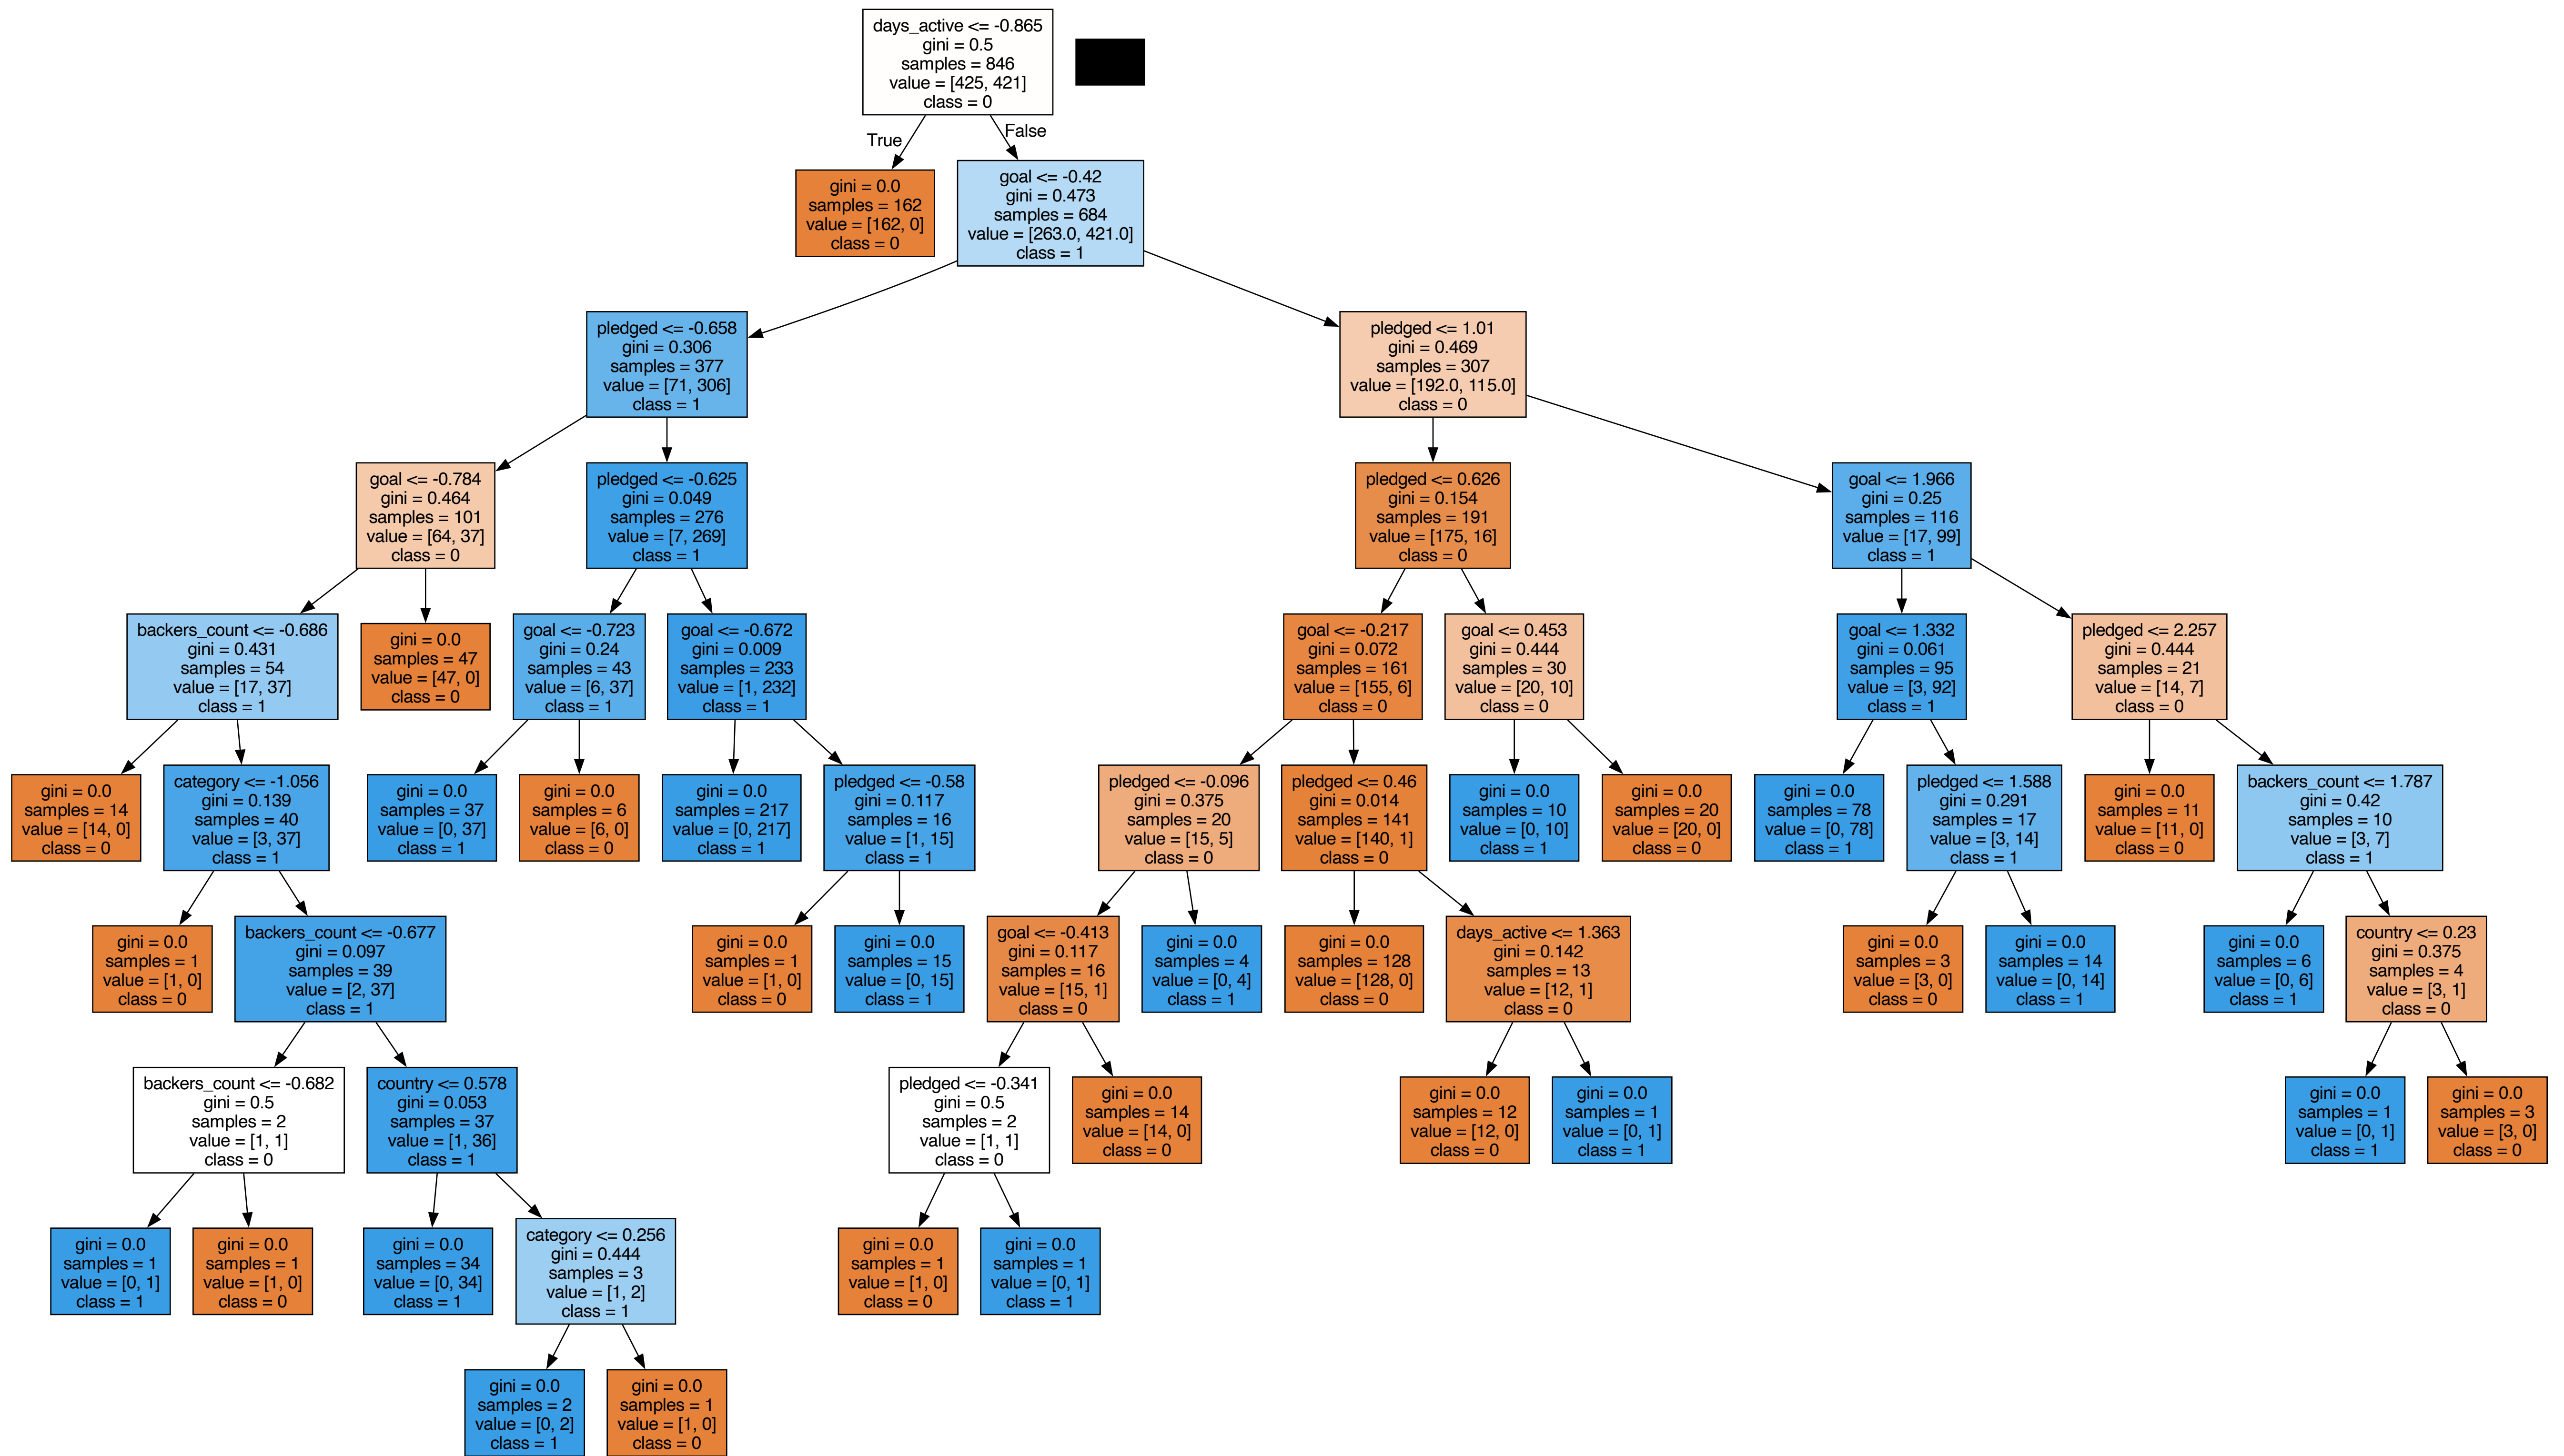 days_active <= -0.865
gini = 0.5
samples = 846
value = [425, 421]
class = 0
True
False
gini = 0.0
samples = 162
value = [162, 0]
class = 0
goal <= -0.42
gini = 0.473
samples = 684
value = [263.0, 421.0]
class = 1
pledged <= -0.658
gini = 0.306
samples = 377
value = [71, 306]
class = 1
pledged <= 1.01
gini = 0.469
samples = 307
value = [192.0, 115.0]
class = 0
goal <= -0.784
gini = 0.464
samples = 101
value = [64, 37]
class = 0
pledged <= -0.625
gini = 0.049
samples = 276
value = [7, 269]
class = 1
pledged <= 0.626
gini = 0.154
samples = 191
value = [175, 16]
class = 0
goal <= 1.966
gini = 0.25
samples = 116
value = [17, 99]
class = 1
backers_count <= -0.686
gini = 0.431
samples = 54
value = [17, 37]
class = 1
gini = 0.0
samples = 47
value = [47, 0]
class = 0
goal <= -0.723
gini = 0.24
samples = 43
value = [6, 37]
class = 1
goal <= -0.672
gini = 0.009
samples = 233
value = [1, 232]
class = 1
goal <= -0.217
gini = 0.072
samples = 161
value = [155, 6]
class = 0
goal <= 0.453
gini = 0.444
samples = 30
value = [20, 10]
class = 0
goal <= 1.332
gini = 0.061
samples = 95
value = [3, 92]
class = 1
pledged <= 2.257
gini = 0.444
samples = 21
value = [14, 7]
class = 0
gini = 0.0
samples = 14
value = [14, 0]
class = 0
category <= -1.056
gini = 0.139
samples = 40
value = [3, 37]
class = 1
gini = 0.0
samples = 37
value = [0, 37]
class = 1
gini = 0.0
samples = 6
value = [6, 0]
class = 0
gini = 0.0
samples = 217
value = [0, 217]
class = 1
pledged <= -0.58
gini = 0.117
samples = 16
value = [1, 15]
class = 1
pledged <= -0.096
gini = 0.375
samples = 20
value = [15, 5]
class = 0
pledged <= 0.46
gini = 0.014
samples = 141
value = [140, 1]
class = 0
gini = 0.0
samples = 10
value = [0, 10]
class = 1
gini = 0.0
samples = 20
value = [20, 0]
class = 0
gini = 0.0
samples = 78
value = [0, 78]
class = 1
pledged <= 1.588
gini = 0.291
samples = 17
value = [3, 14]
class = 1
gini = 0.0
samples = 11
value = [11, 0]
class = 0
backers_count <= 1.787
gini = 0.42
samples = 10
value = [3, 7]
class = 1
gini = 0.0
samples = 1
value = [1, 0]
class = 0
backers_count <= -0.677
gini = 0.097
samples = 39
value = [2, 37]
class = 1
gini = 0.0
samples = 1
value = [1, 0]
class = 0
gini = 0.0
samples = 15
value = [0, 15]
class = 1
goal <= -0.413
gini = 0.117
samples = 16
value = [15, 1]
class = 0
gini = 0.0
samples = 4
value = [0, 4]
class = 1
gini = 0.0
samples = 128
value = [128, 0]
class = 0
days_active <= 1.363
gini = 0.142
samples = 13
value = [12, 1]
class = 0
gini = 0.0
samples = 3
value = [3, 0]
class = 0
gini = 0.0
samples = 14
value = [0, 14]
class = 1
gini = 0.0
samples = 6
value = [0, 6]
class = 1
country <= 0.23
gini = 0.375
samples = 4
value = [3, 1]
class = 0
backers_count <= -0.682
gini = 0.5
samples = 2
value = [1, 1]
class = 0
country <= 0.578
gini = 0.053
samples = 37
value = [1, 36]
class = 1
pledged <= -0.341
gini = 0.5
samples = 2
value = [1, 1]
class = 0
gini = 0.0
samples = 14
value = [14, 0]
class = 0
gini = 0.0
samples = 12
value = [12, 0]
class = 0
gini = 0.0
samples = 1
value = [0, 1]
class = 1
gini = 0.0
samples = 1
value = [0, 1]
class = 1
gini = 0.0
samples = 3
value = [3, 0]
class = 0
gini = 0.0
samples = 1
value = [0, 1]
class = 1
gini = 0.0
samples = 1
value = [1, 0]
class = 0
gini = 0.0
samples = 34
value = [0, 34]
class = 1
category <= 0.256
gini = 0.444
samples = 3
value = [1, 2]
class = 1
gini = 0.0
samples = 1
value = [1, 0]
class = 0
gini = 0.0
samples = 1
value = [0, 1]
class = 1
gini = 0.0
samples = 2
value = [0, 2]
class = 1
gini = 0.0
samples = 1
value = [1, 0]
class = 0